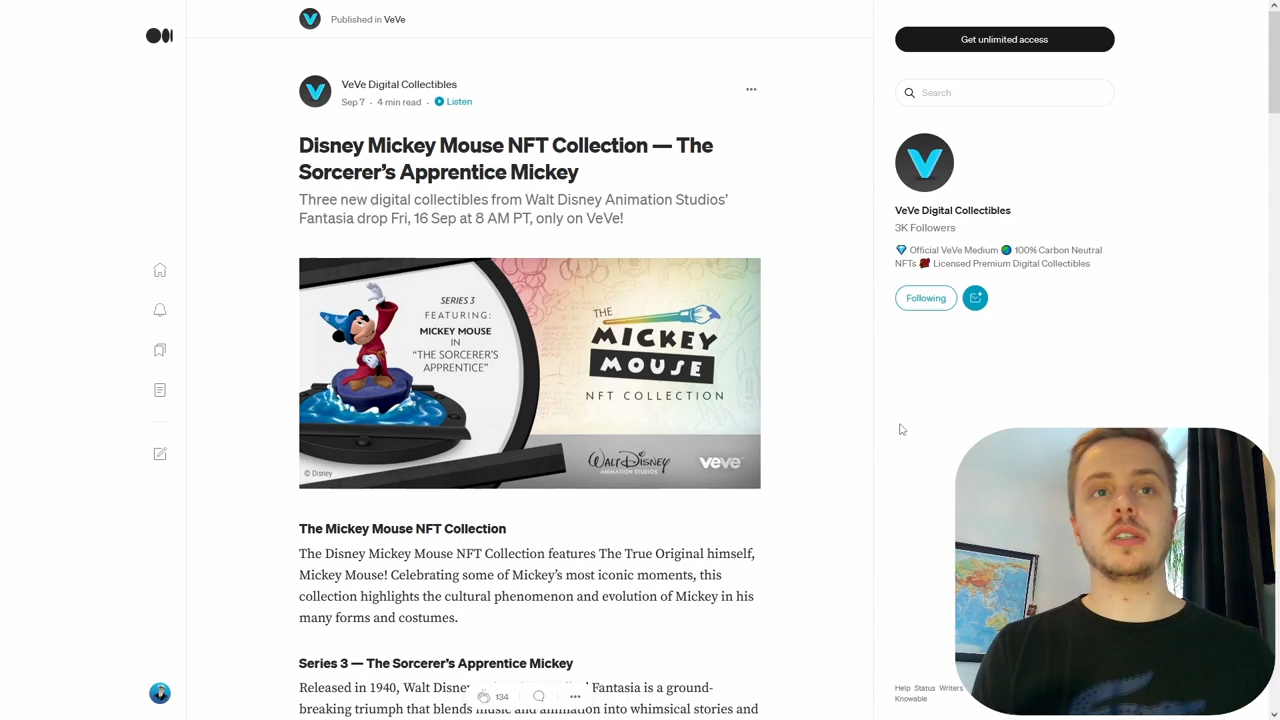 Published in VeVe
VeVe Digital Collectibles
Sep 7 · 4 min read · Listen
Disney Mickey Mouse NFT Collection — The
Sorcerer’s Apprentice Mickey
Three new digital collectibles from Walt Disney Animation Studios’
Fantasia drop Fri, 16 Sep at 8 AM PT, only on VeVe!
SERIES 3
FEATURING:
MICKEY MOUSE
IN
“THE SORCERER’S
APPRENTICE”
THE
MICKEY
MOUSE
NFT COLLECTION
© Disney
WALT DISNEY
ANIMATION STUDIOS
veve
The Mickey Mouse NFT Collection
The Disney Mickey Mouse NFT Collection features The True Original himself,
Mickey Mouse! Celebrating some of Mickey’s most iconic moments, this
collection highlights the cultural phenomenon and evolution of Mickey in his
many forms and costumes.
Series 3 — The Sorcerer’s Apprentice Mickey
Released in 1940, Walt Disney Fantasia is a ground-
134
breaking triumph that blends music and animation into whimsical stories and
Get unlimited access
Search
VeVe Digital Collectibles
3K Followers
Official VeVe Medium 100% Carbon Neutral
NFTs Licensed Premium Digital Collectibles
Following
Help Status Writers
Knowable